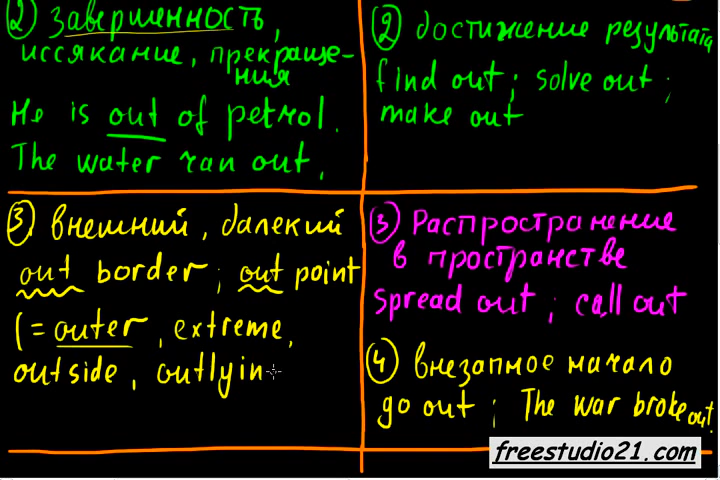 2) Завершенность,
иссякание, прекраще-
ния
He is out of petrol.
The water ran out.
3) внешний, далекий
out border; out point
(= outer, extreme,
outside, outlyin
2) достижение результата
find out; solve out;
make out
3) Распространение
в пространстве
spread out; call out
4) внезапное начало
go out; The war broke out.
freestudio21.com